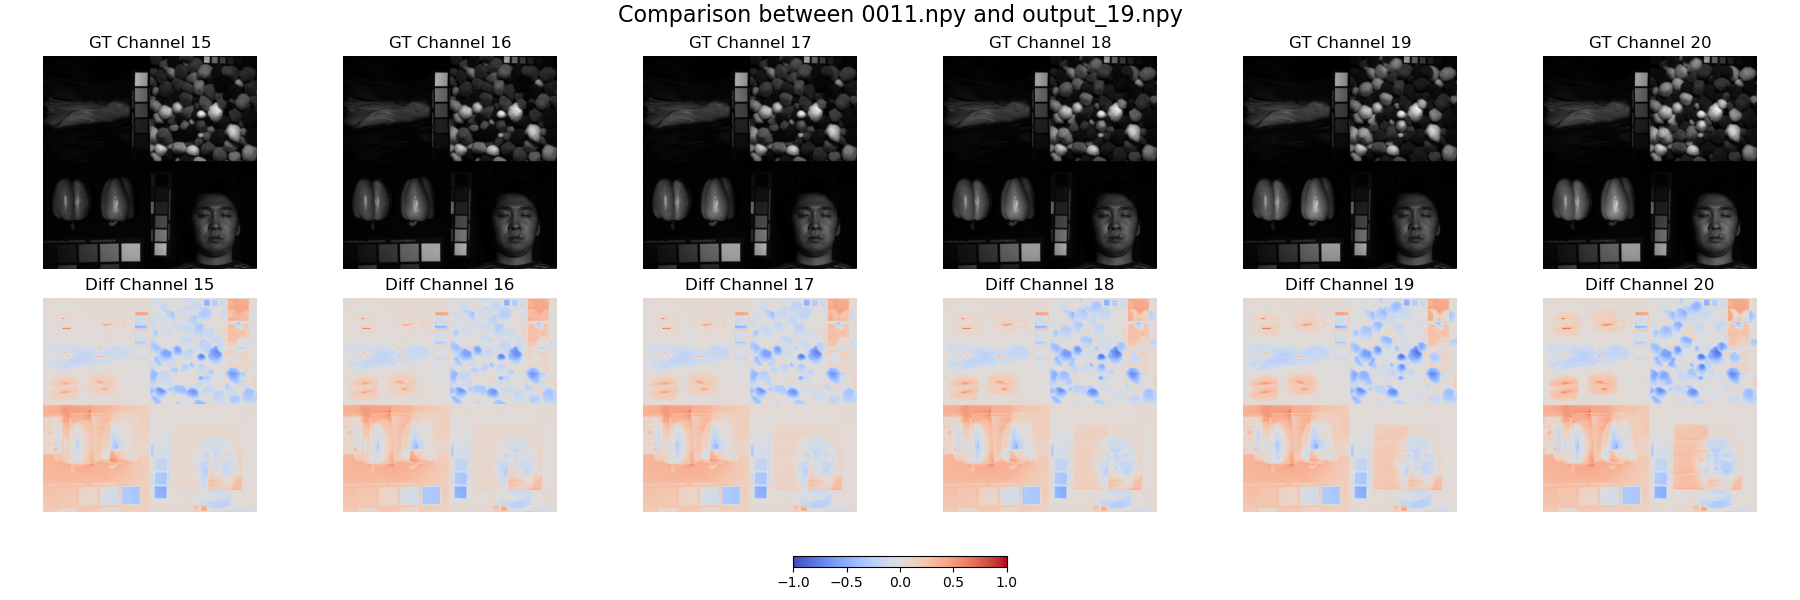 Comparison between 0011.npy and output_19.npy
GT Channel 15
GT Channel 16
GT Channel 17
GT Channel 18
GT Channel 19
GT Channel 20
Diff Channel 15
Diff Channel 16
Diff Channel 17
Diff Channel 18
Diff Channel 19
Diff Channel 20
−1.0 −0.5 0.0 0.5 1.0